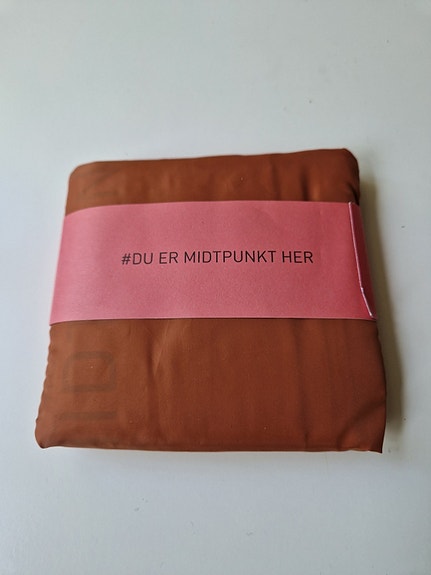 #DU ER MIDTPUNKT HER